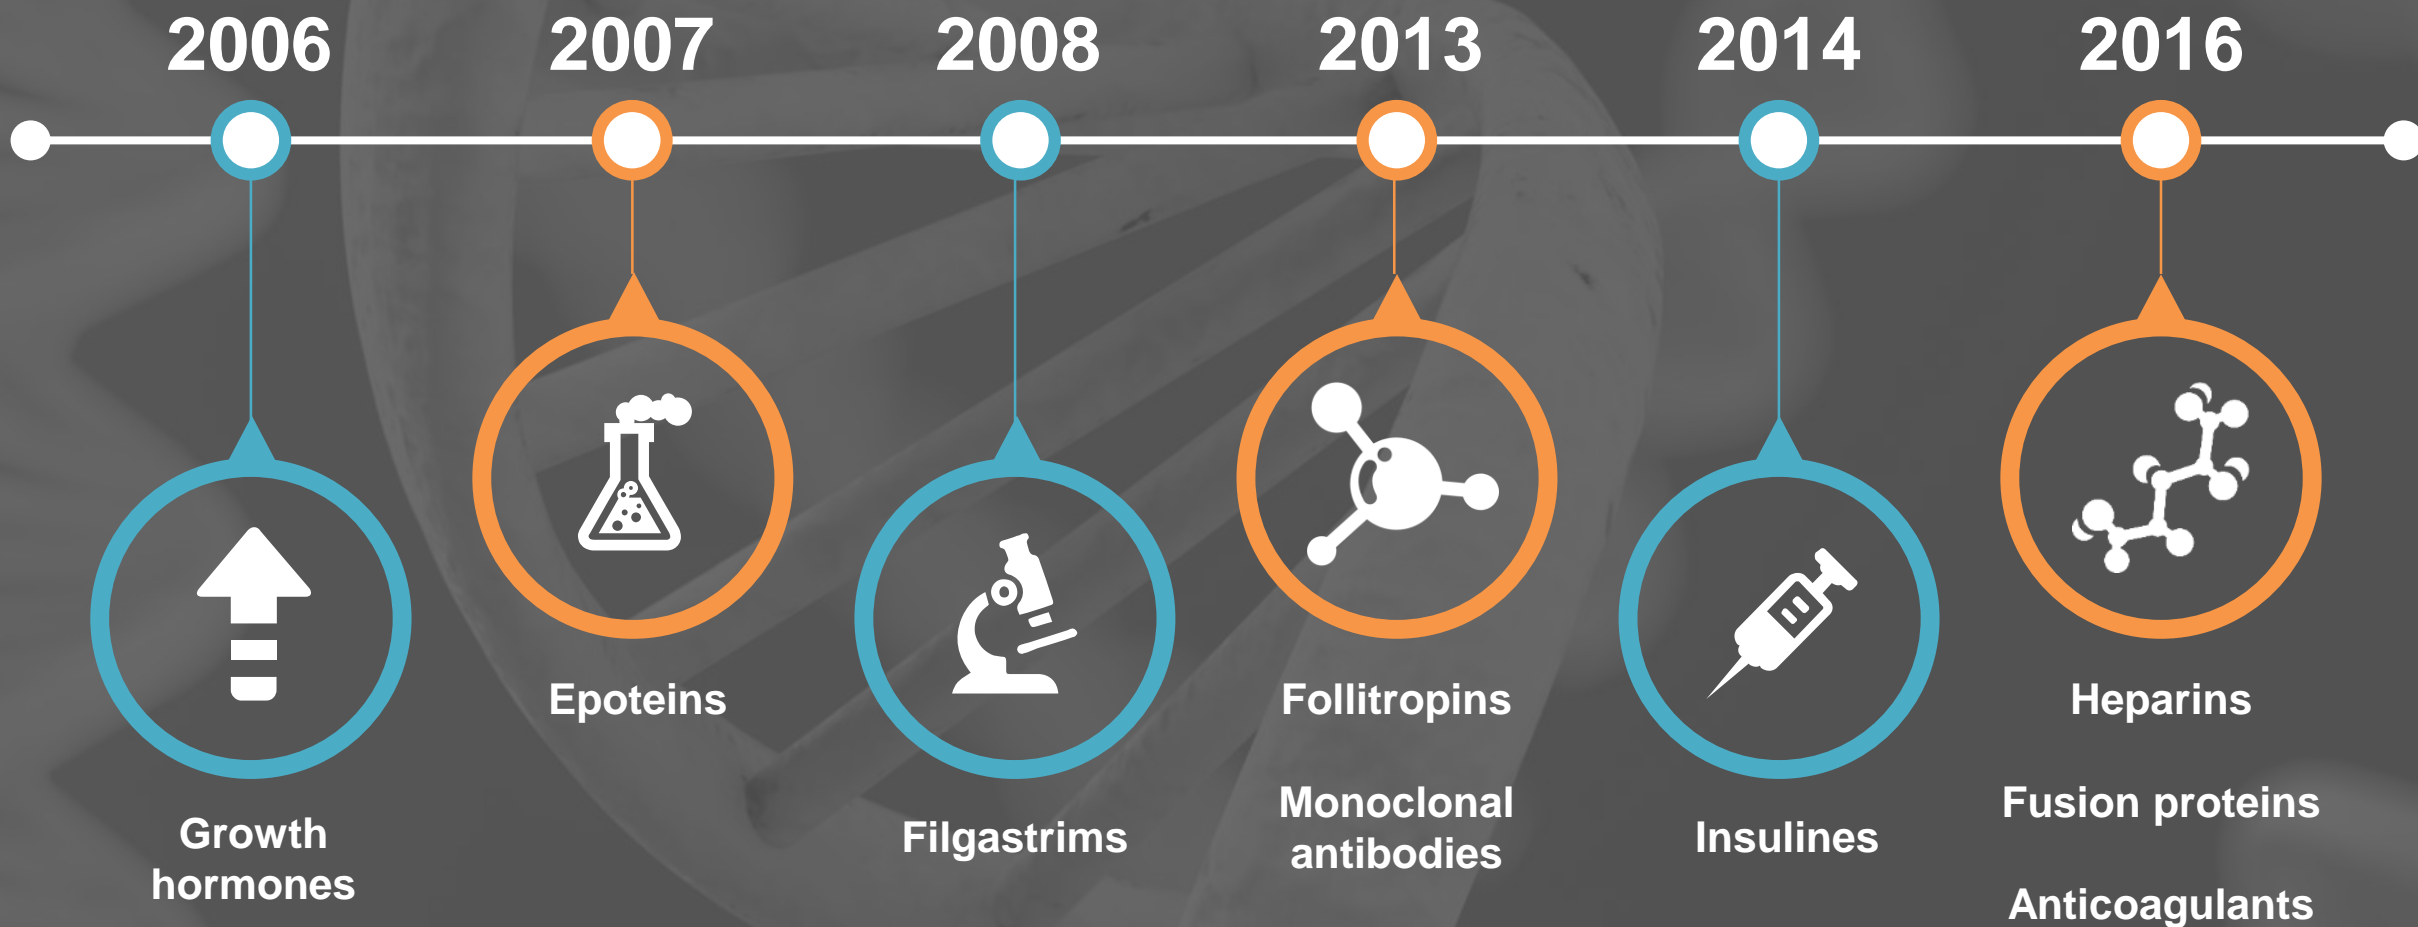 2006
2007
2008
2013
2014
2016
Growth
hormones
Epoteins
Filgastrims
Follitropins
Monoclonal
antibodies
Insulines
Heparins
Fusion proteins
Anticoagulants